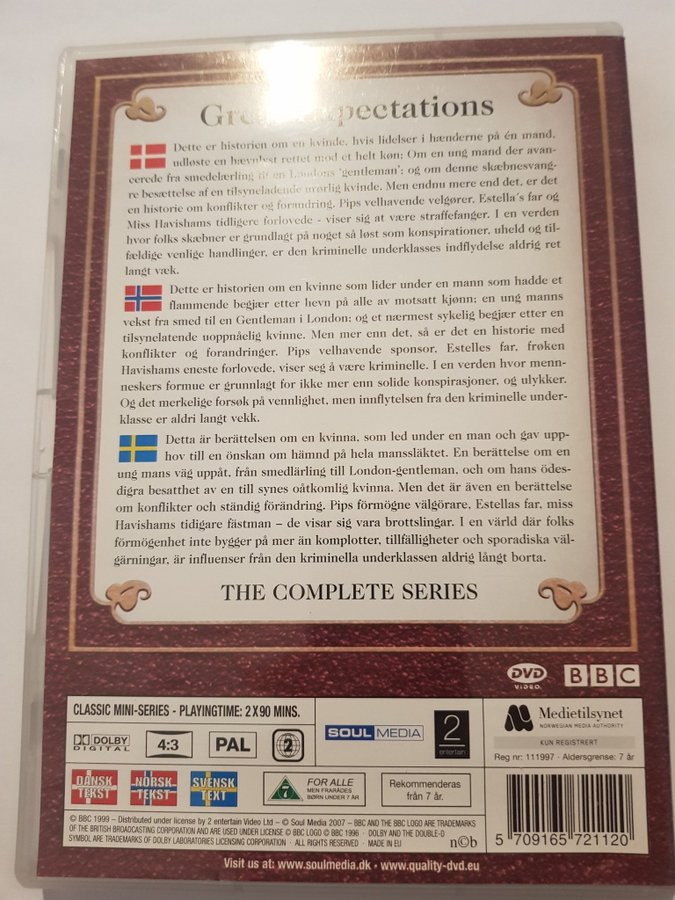 Great Expectations
Dette er historien om en kvinde, hvis lidelser i hænderne på én mand,
udløste en hævnlyst rettet mod et helt køn; Om en ung mand der avan-
cerede fra smedelærling til en Londons 'gentleman'; og om denne skæbnesvang-
re besættelse af en tilsyneladende urørlig kvinde. Men endnu mere end det, er det
en historie om konflikter og forandring. Pips velhavende velgører, Estella's far og
Miss Havishams tidligere forlovede - viser sig at være straffefanger. I en verden
hvor folks skæbner er grundlagt på noget så løst som konspirationer, uheld og til-
fældige venlige handlinger, er den kriminelle underklasses indflydelse aldrig ret
langt væk.
Dette er historien om en kvinne som lider under en mann som hadde et
flammende begjær etter hevn på alle av motsatt kjønn; en ung manns
vekst fra smed til en Gentleman i London; og et nærmest sykelig begjær etter en
tilsynelatende uoppnåelig kvinne. Men mer enn det, så er det en historie med
konflikter og forandringer. Pips velhavende sponsor, Estelles far, frøken
Havishams eneste forlovede, viser seg å være kriminelle. I en verden hvor menn-
neskers formue er grunnlagt for ikke mer enn solide konspirasjoner, og ulykker.
Og det merkelige forsøk på vennlighet, men innflytelsen fra den kriminelle under-
klasse er aldri langt vekk.
Detta är berättelsen om en kvinna, som led under en man och gav upp-
hov till en önskan om hämnd på hela manssläktet. En berättelse om en
ung mans väg uppåt, från smedlärling till London-gentleman, och om hans ödes-
digra besatthet av en till synes oåtkomlig kvinna. Men det är även en berättelse
om konflikter och ständig förändring. Pips förmögne välgörare, Estellas far, miss
Havishams tidigare fästman – de visar sig vara brottslingar. I en värld där folks
förmögenhet inte bygger på mer än komplotter, tillfälligheter och sporadiska väl-
gärningar, är influenser från den kriminella underklassen aldrig långt borta.
THE COMPLETE SERIES
DVD VIDEO BBC
CLASSIC MINI-SERIES - PLAYINGTIME: 2 X 90 MINS.
DOLBY DIGITAL 4:3 PAL 2
SOUL MEDIA 2 entertain
Medietilsynet
NORWEGIAN MEDIA AUTHORITY
KUN REGISTRERT
Reg nr: 111997 - Aldersgrense: 7 år
DANSK TEKST NORSK TEKST SVENSK TEXT
7 FOR ALLE
MEN FRARÅDES
BØRN UNDER 7 ÅR
Rekommenderas
från 7 år.
© BBC 1999 – Distributed under license by 2 entertain Video Ltd – © Soul Media 2007 – BBC AND THE BBC LOGO ARE TRADEMARKS
OF THE BRITISH BROADCASTING CORPORATION AND ARE USED UNDER LICENSE © BBC LOGO © BBC 1996 · DOLBY AND THE DOUBLE-D
SYMBOL ARE TRADEMARKS OF DOLBY LABORATORIES LICENSING CORPORATION · ALL RIGHTS RESERVED · MADE IN EU
n©b
5 709165 721120
Visit us at: www.soulmedia.dk · www.quality-dvd.eu